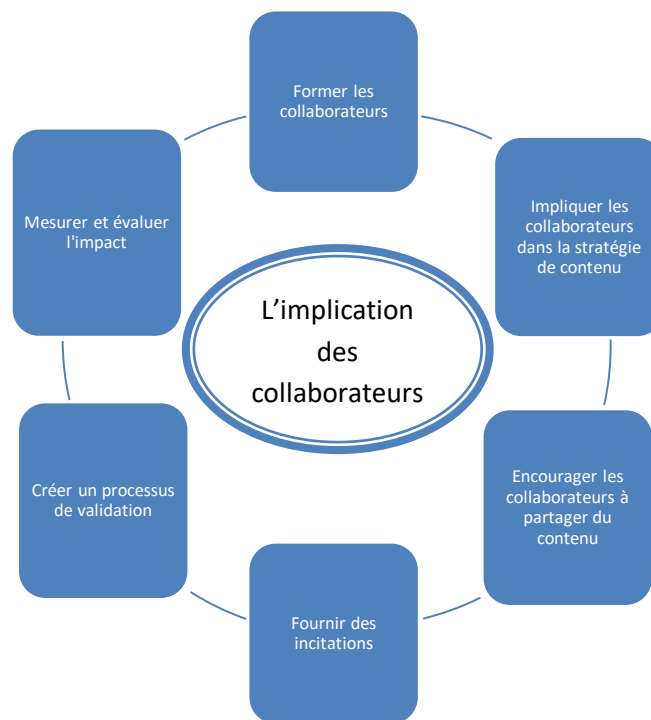 Former les
collaborateurs
Impliquer les
collaborateurs
dans la stratégie
de contenu
Encourager les
collaborateurs à
partager du
contenu
Fournir des
incitations
Créer un processus
de validation
Mesurer et évaluer
l'impact
L’implication
des
collaborateurs